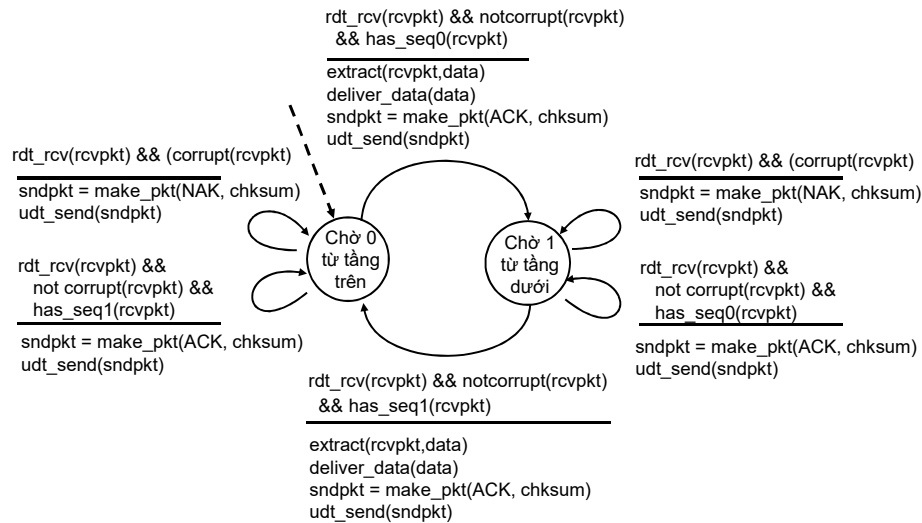 rdt_rcv(rcvpkt) && notcorrupt(rcvpkt)
&& has_seq0(rcvpkt)
extract(rcvpkt,data)
deliver_data(data)
sndpkt = make_pkt(ACK, chksum)
udt_send(sndpkt)
rdt_rcv(rcvpkt) && (corrupt(rcvpkt)
sndpkt = make_pkt(NAK, chksum)
udt_send(sndpkt)
rdt_rcv(rcvpkt) &&
not corrupt(rcvpkt) &&
has_seq1(rcvpkt)
sndpkt = make_pkt(ACK, chksum)
udt_send(sndpkt)
Chờ 0
từ tầng
trên
Chờ 1
từ tầng
dưới
rdt_rcv(rcvpkt) && (corrupt(rcvpkt)
sndpkt = make_pkt(NAK, chksum)
udt_send(sndpkt)
rdt_rcv(rcvpkt) &&
not corrupt(rcvpkt) &&
has_seq0(rcvpkt)
sndpkt = make_pkt(ACK, chksum)
udt_send(sndpkt)
rdt_rcv(rcvpkt) && notcorrupt(rcvpkt)
&& has_seq1(rcvpkt)
extract(rcvpkt,data)
deliver_data(data)
sndpkt = make_pkt(ACK, chksum)
udt_send(sndpkt)